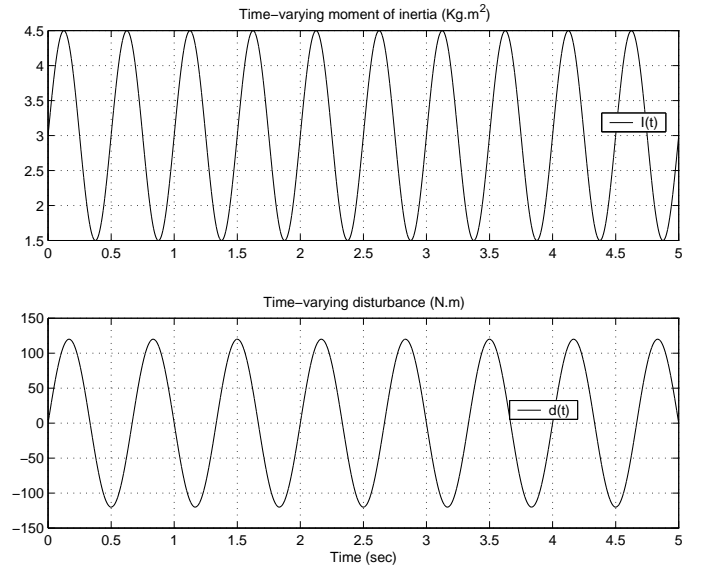 Time−varying moment of inertia (Kg.m2)
4.5
4
3.5
3
2.5
2
1.5
I(t)
0 0.5 1 1.5 2 2.5 3 3.5 4 4.5 5
Time−varying disturbance (N.m)
150
100
50
0
−50
−100
−150
d(t)
0 0.5 1 1.5 2 2.5 3 3.5 4 4.5 5
Time (sec)